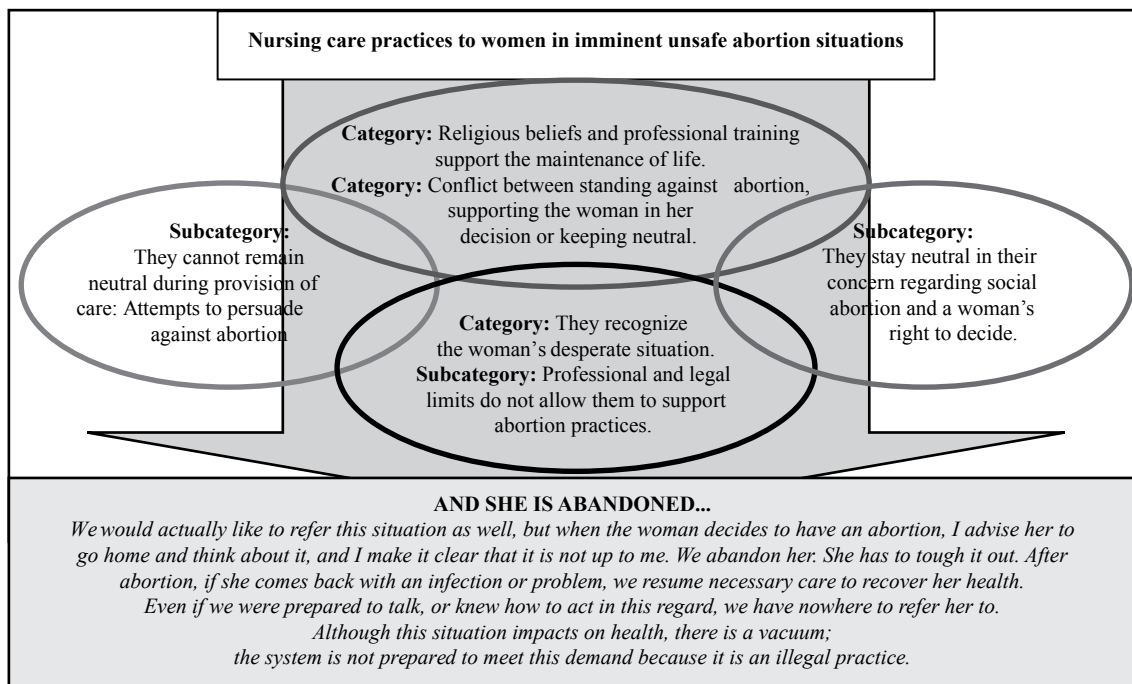 Nursing care practices to women in imminent unsafe abortion situations
Category: Religious beliefs and professional training
support the maintenance of life.
Category: Conflict between standing against abortion,
supporting the woman in her
decision or keeping neutral.
Subcategory:
They cannot remain
neutral during provision of
care: Attempts to persuade
against abortion
Subcategory:
They stay neutral in their
concern regarding social
abortion and a woman’s
right to decide.
Category: They recognize
the woman’s desperate situation.
Subcategory: Professional and legal
limits do not allow them to support
abortion practices.
AND SHE IS ABANDONED...
We would actually like to refer this situation as well, but when the woman decides to have an abortion, I advise her to
go home and think about it, and I make it clear that it is not up to me. We abandon her. She has to tough it out. After
abortion, if she comes back with an infection or problem, we resume necessary care to recover her health.
Even if we were prepared to talk, or knew how to act in this regard, we have nowhere to refer her to.
Although this situation impacts on health, there is a vacuum;
the system is not prepared to meet this demand because it is an illegal practice.